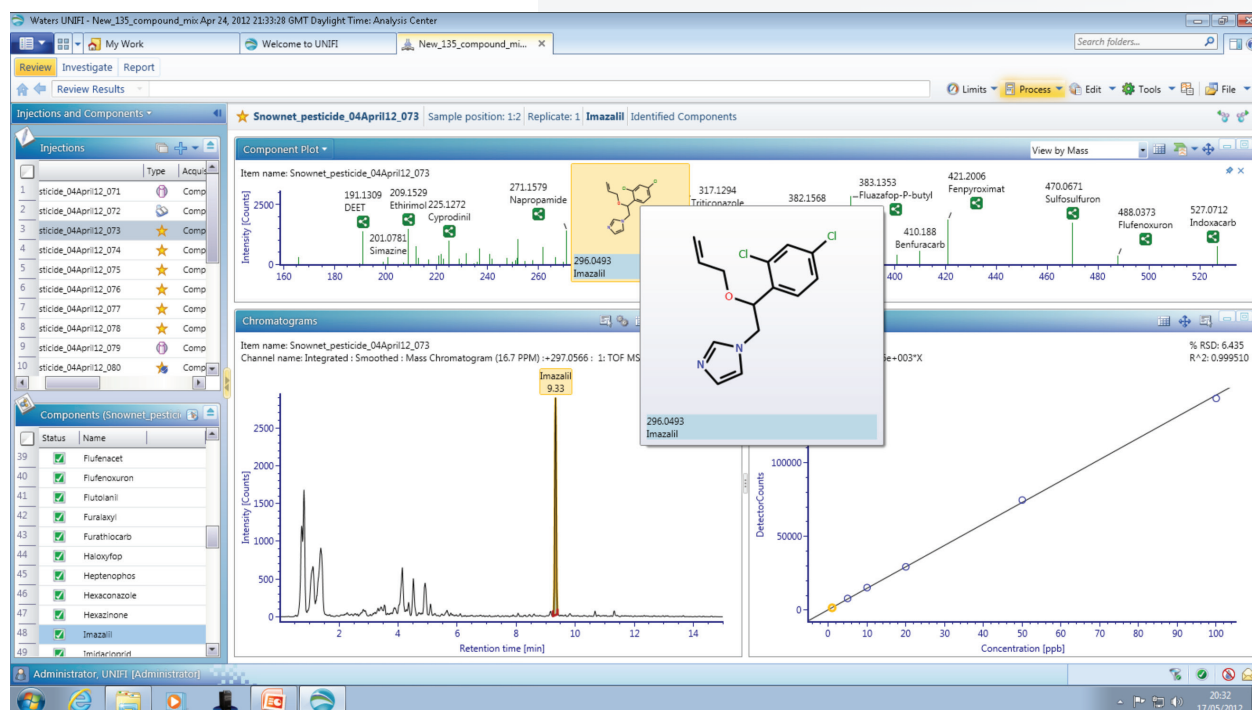 Waters UNIFI - New_135_compound_mix Apr 24, 2012 21:33:28 GMT Daylight Time: Analysis Center
My Work
Welcome to UNIFI
New_135_compound_mi...
Search folders...
Review Investigate Report
Review Results
Limits Process Edit Tools File
Injections and Components
Snownet_pesticide_04April12_073 Sample position: 1:2 Replicate: 1 Imazalil Identified Components
Injections
Type Acquis
1 sticide_04April12_071 Comp
2 sticide_04April12_072 Comp
3 sticide_04April12_073 Comp
4 sticide_04April12_074 Comp
5 sticide_04April12_075 Comp
6 sticide_04April12_076 Comp
7 sticide_04April12_077 Comp
8 sticide_04April12_078 Comp
9 sticide_04April12_079 Comp
10 sticide_04April12_080 Comp
Components (Snownet_pestici
Status Name
39 Flufenacet
40 Flufenoxuron
41 Flutolanil
42 Furalaxyl
43 Furathiocarb
44 Haloxyfop
45 Heptenophos
46 Hexaconazole
47 Hexazinone
48 Imazalil
49 Imidacloprid
Component Plot
View by Mass
Item name: Snownet_pesticide_04April12_073
Intensity [Counts]
2500
0
191.1309
DEET
201.0781
Simazine
209.1529
Ethirimol
225.1272
Cyprodinil
271.1579
Napropamide
296.0493
Imazalil
317.1294
Triticonazole
382.1568
383.1353
Fluazafop-P-butyl
410.188
Benfuracarb
421.2006
Fenpyroximat
470.0671
Sulfosulfuron
488.0373
Flufenoxuron
527.0712
Indoxacarb
160 180 200 220 240 260 400 420 440 460 480 500 520
Cl
Cl
O
N
N
296.0493
Imazalil
Chromatograms
Item name: Snownet_pesticide_04April12_073
Channel name: Integrated : Smoothed : Mass Chromatogram (16.7 PPM) :+297.0566 : 1: TOF MS
Imazalil
9.33
Intensity [Counts]
2500
2000
1500
1000
500
0
2 4 6 8 10 12 14
Retention time [min]
% RSD: 6.435
e+003*X
R^2: 0.999510
DetectorCounts
100000
50000
0
0 10 20 30 40 50 60 70 80 90 100
Concentration [ppb]
Administrator, UNIFI [Administrator]
20:32
17/05/2012